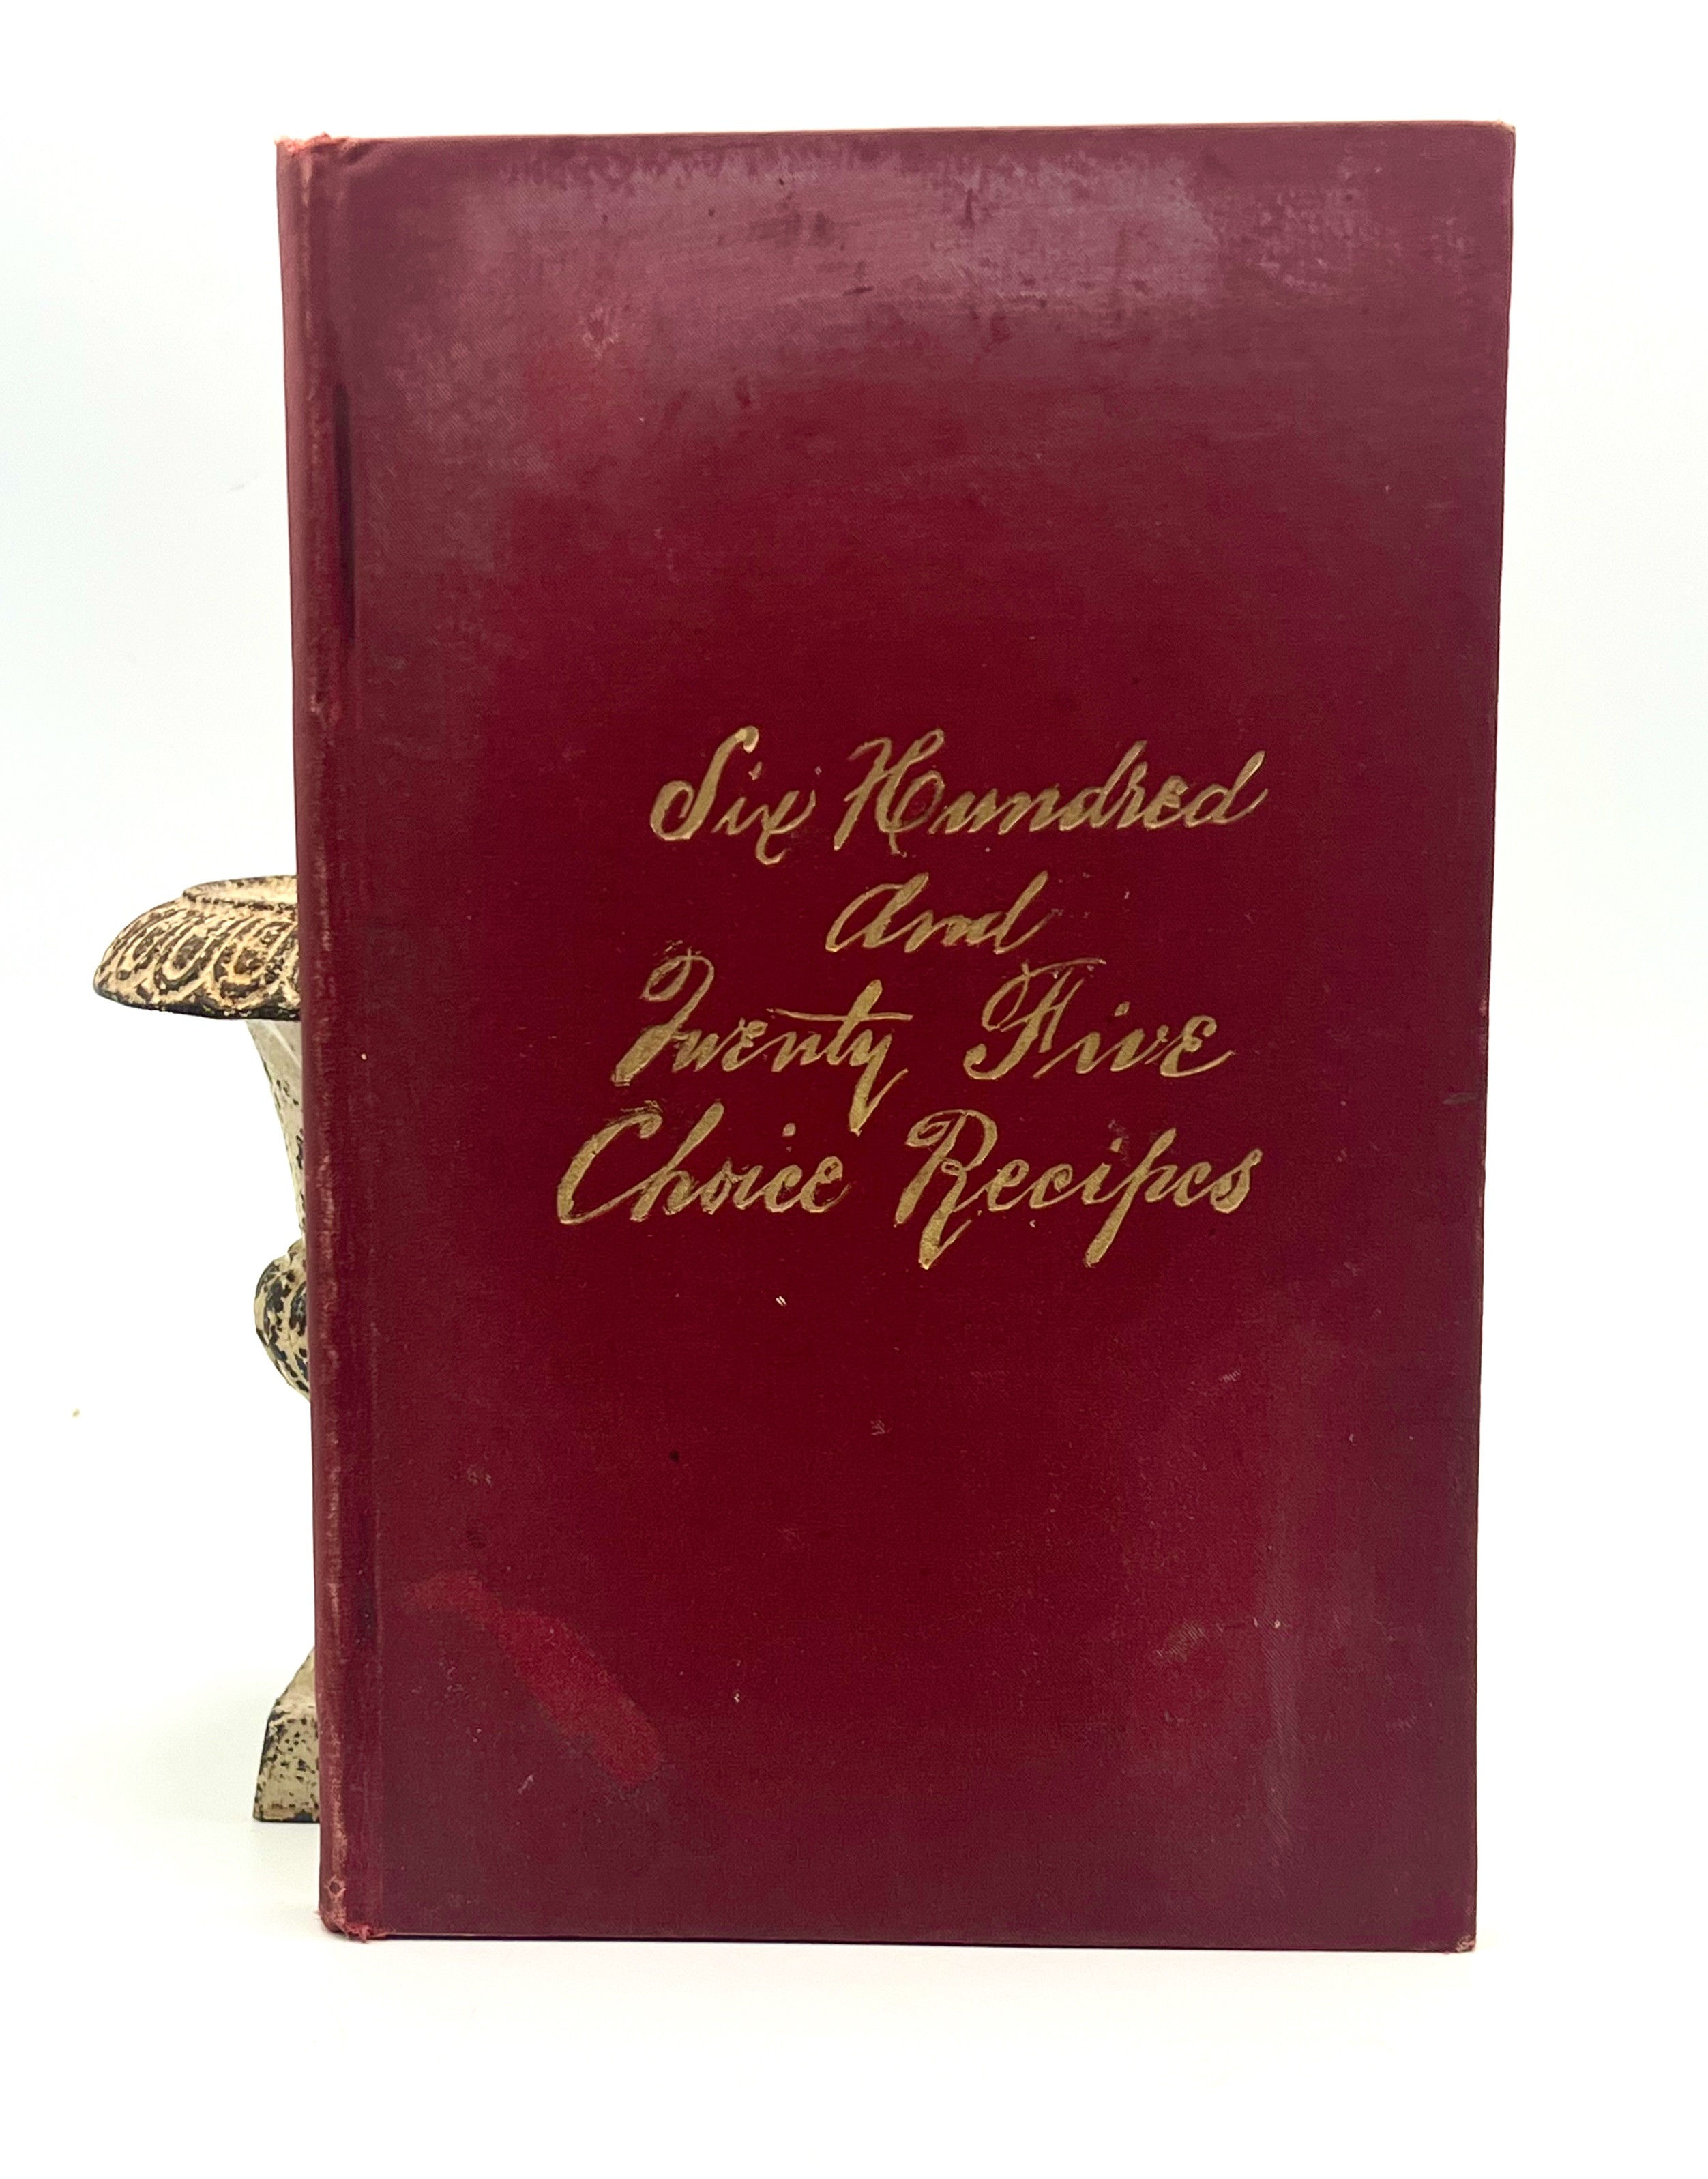 Six Hundred
And
Twenty Five
Choice Recipes